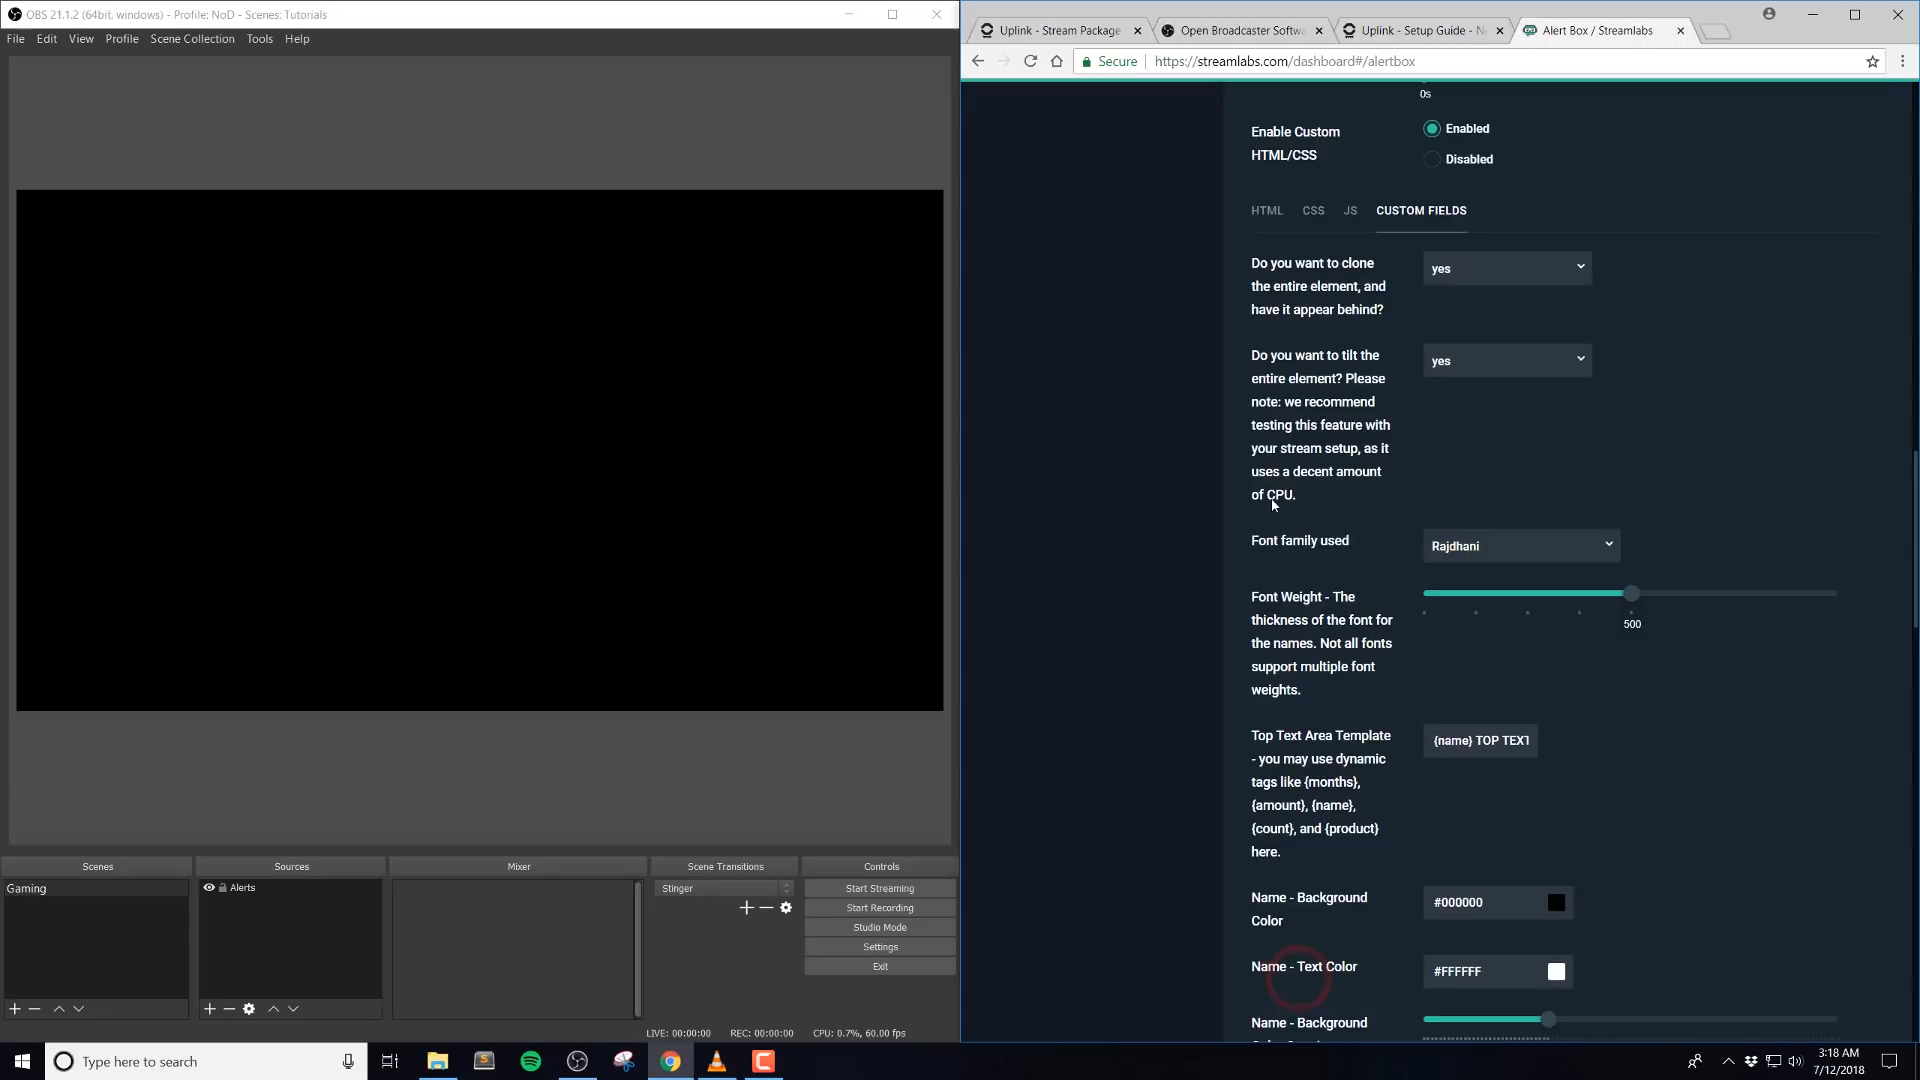 OBS 21.1.2 (64bit, windows) - Profile: NoD - Scenes: Tutorials
File Edit View Profile Scene Collection Tools Help
Scenes
Gaming
Sources
Alerts
Mixer
Scene Transitions
Stinger
Controls
Start Streaming
Start Recording
Studio Mode
Settings
Exit
LIVE: 00:00:00 REC: 00:00:00 CPU: 0.7%, 60.00 fps
Uplink - Stream Package
Open Broadcaster Softwa
Uplink - Setup Guide - N
Alert Box / Streamlabs
Secure https://streamlabs.com/dashboard#/alertbox
0s
Enable Custom
HTML/CSS
Enabled
Disabled
HTML CSS JS CUSTOM FIELDS
Do you want to clone
the entire element, and
have it appear behind?
yes
Do you want to tilt the
entire element? Please
note: we recommend
testing this feature with
your stream setup, as it
uses a decent amount
of CPU.
yes
Font family used
Rajdhani
Font Weight - The
thickness of the font for
the names. Not all fonts
support multiple font
weights.
500
Top Text Area Template
- you may use dynamic
tags like {months},
{amount}, {name},
{count}, and {product}
here.
{name} TOP TEXT
Name - Background
Color
#000000
Name - Text Color
#FFFFFF
Name - Background
Type here to search
3:18 AM
7/12/2018